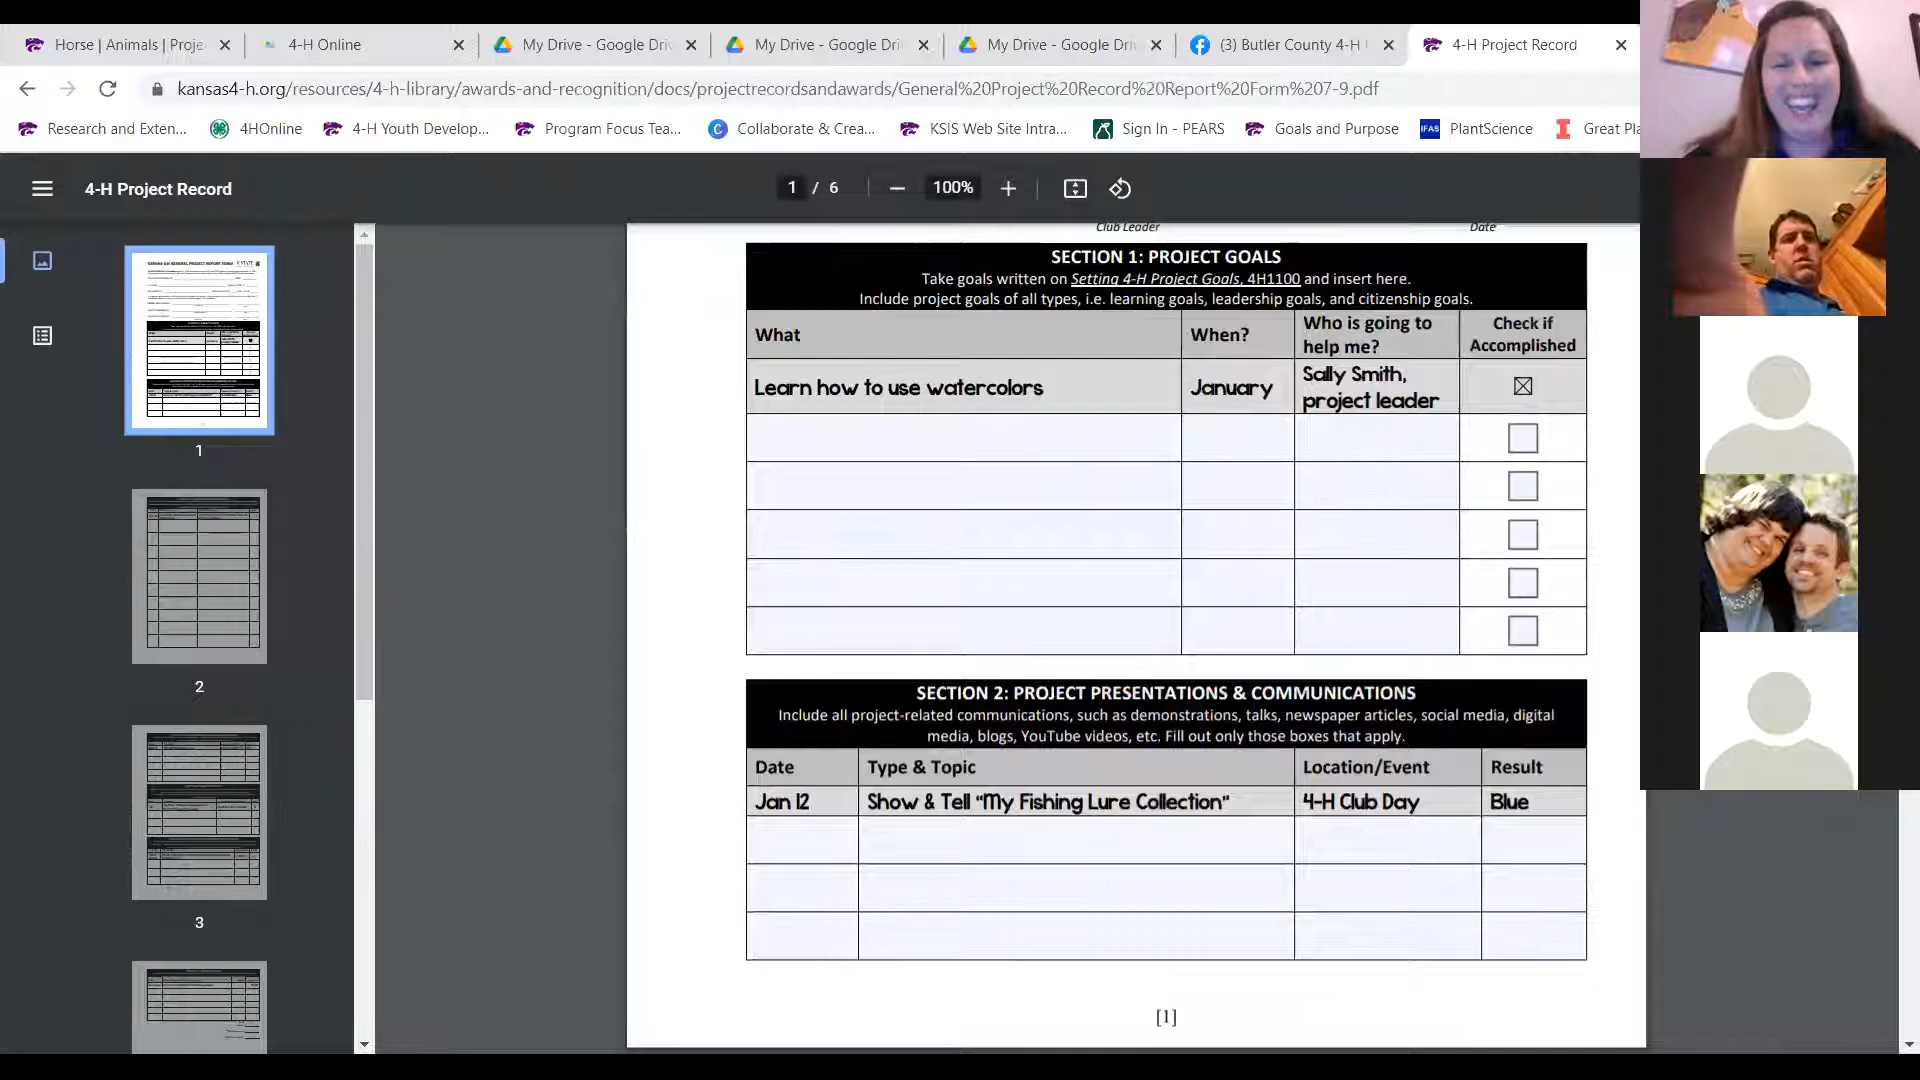 Horse | Animals | Proje
4-H Online
My Drive - Google Driv
My Drive - Google Dri
My Drive - Google Dri
(3) Butler County 4-H
4-H Project Record
kansas4-h.org/resources/4-h-library/awards-and-recognition/docs/projectrecordsandawards/General%20Project%20Record%20Report%20Form%207-9.pdf
Research and Exten...
4HOnline
4-H Youth Develop...
Program Focus Tea...
Collaborate & Crea...
KSIS Web Site Intra...
Sign In - PEARS
Goals and Purpose
IFAS
PlantScience
Great Pla
4-H Project Record
1 / 6
100%
1
2
3
Club Leader
Date
SECTION 1: PROJECT GOALS
Take goals written on Setting 4-H Project Goals, 4H1100 and insert here.
Include project goals of all types, i.e. learning goals, leadership goals, and citizenship goals.
What
When?
Who is going to
help me?
Check if
Accomplished
Learn how to use watercolors
January
Sally Smith,
project leader
SECTION 2: PROJECT PRESENTATIONS & COMMUNICATIONS
Include all project-related communications, such as demonstrations, talks, newspaper articles, social media, digital
media, blogs, YouTube videos, etc. Fill out only those boxes that apply.
Date
Type & Topic
Location/Event
Result
Jan 12
Show & Tell "My Fishing Lure Collection"
4-H Club Day
Blue
[1]